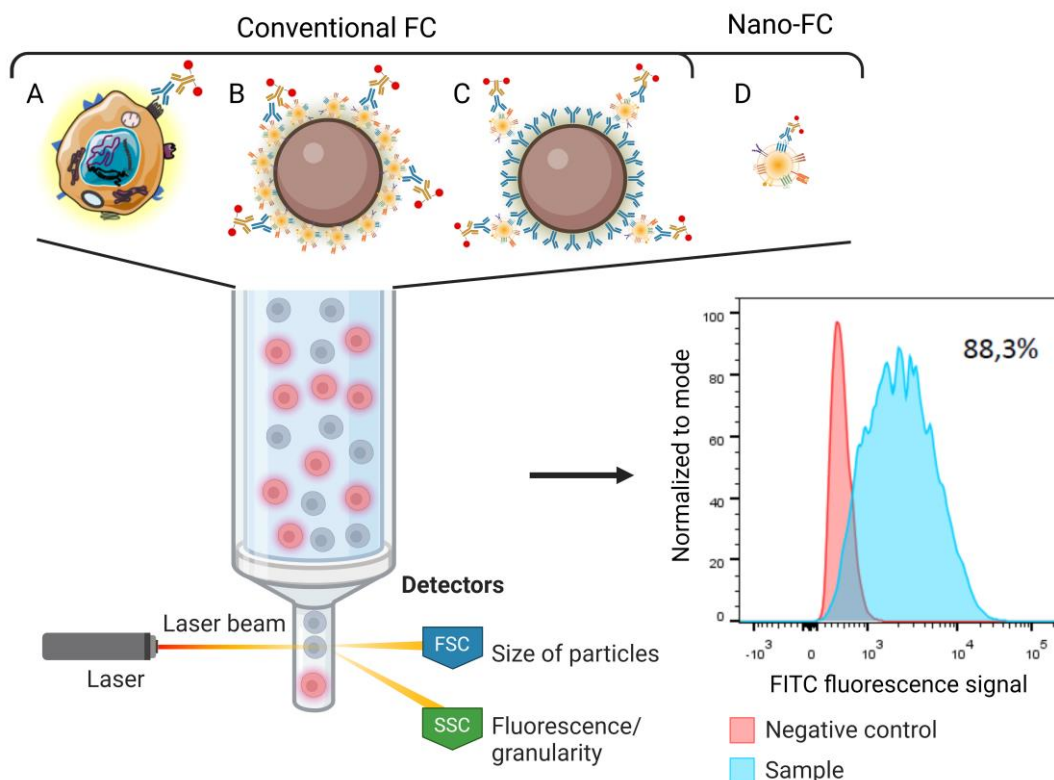 Conventional FC
Nano-FC
A
B
C
D
Laser beam
Laser
Detectors
FSC
Size of particles
SSC
Fluorescence/
granularity
88,3%
Normalized to mode
100
80
60
40
20
0
-10³
0
10³
10⁴
10⁵
FITC fluorescence signal
Negative control
Sample